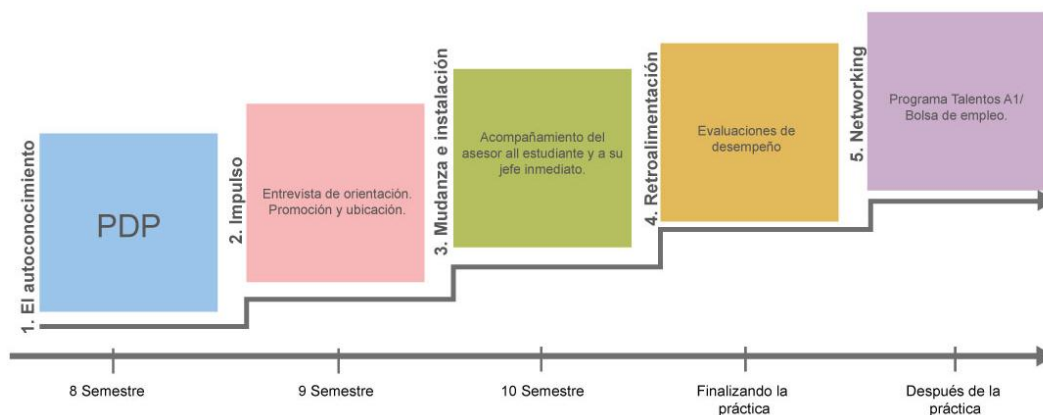 1. El autoconocimiento
PDP
2. Impulso
Entrevista de orientación.
Promoción y ubicación.
3. Mudanza e instalación
Acompañamiento del
asesor all estudiante y a su
jefe inmediato.
4. Retroalimentación
Evaluaciones de
desempeño
5. Networking
Programa Talentos A1/
Bolsa de empleo.
8 Semestre
9 Semestre
10 Semestre
Finalizando la
práctica
Después de la
práctica